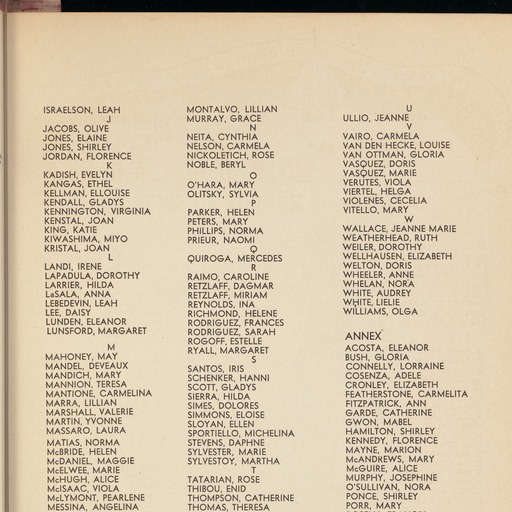 ISRAELSON, LEAH
J
JACOBS, OLIVE
JONES, ELAINE
JONES, SHIRLEY
JORDAN, FLORENCE
K
KADISH, EVELYN
KANGAS, ETHEL
KELLMAN, ELLOUISE
KENDALL, GLADYS
KENNINGTON, VIRGINIA
KENSTAL, JOAN
KING, KATIE
KIWASHIMA, MIYO
KRISTAL, JOAN
L
LANDI, IRENE
LAPADULA, DOROTHY
LARRIER, HILDA
LaSALA, ANNA
LEBEDEVIN, LEAH
LEE, DAISY
LUNDEN, ELEANOR
LUNSFORD, MARGARET
M
MAHONEY, MAY
MANDEL, DEVEAUX
MANDICH, MARY
MANNION, TERESA
MANTIONE, CARMELINA
MARRA, LILLIAN
MARSHALL, VALERIE
MARTIN, YVONNE
MASSARO, LAURA
MATIAS, NORMA
McBRIDE, HELEN
McDANIEL, MAGGIE
McELWEE, MARIE
McHUGH, ALICE
McISAAC, VIOLA
McLYMONT, PEARLENE
MESSINA, ANGELINA
MONTALVO, LILLIAN
MURRAY, GRACE
N
NEITA, CYNTHIA
NELSON, CARMELA
NICKOLETICH, ROSE
NOBLE, BERYL
O
O'HARA, MARY
OLITSKY, SYLVIA
P
PARKER, HELEN
PETERS, MARY
PHILLIPS, NORMA
PRIEUR, NAOMI
Q
QUIROGA, MERCEDES
R
RAIMO, CAROLINE
RETZLAFF, DAGMAR
RETZLAFF, MIRIAM
REYNOLDS, INA
RICHMOND, HELENE
RODRIGUEZ, FRANCES
RODRIGUEZ, SARAH
ROGOFF, ESTELLE
RYALL, MARGARET
S
SANTOS, IRIS
SCHENKER, HANNI
SCOTT, GLADYS
SIERRA, HILDA
SIMES, DOLORES
SIMMONS, ELOISE
SLOYAN, ELLEN
SPORTIELLO, MICHELINA
STEVENS, DAPHNE
SYLVESTER, MARIE
SYLVESTOY, MARTHA
T
TATARIAN, ROSE
THIBOU, ENID
THOMPSON, CATHERINE
THOMAS, THERESA
U
ULLIO, JEANNE
V
VAIRO, CARMELA
VAN DEN HECKE, LOUISE
VAN OTTMAN, GLORIA
VASQUEZ, DORIS
VASQUEZ, MARIE
VERUTES, VIOLA
VIERTEL, HELGA
VIOLENES, CECELIA
VITELLO, MARY
W
WALLACE, JEANNE MARIE
WEATHERHEAD, RUTH
WEILER, DOROTHY
WELLHAUSEN, ELIZABETH
WELTON, DORIS
WHEELER, ANNE
WHELAN, NORA
WHITE, AUDREY
WHITE, LIELIE
WILLIAMS, OLGA
ANNEX
ACOSTA, ELEANOR
BUSH, GLORIA
CONNELLY, LORRAINE
COSENZA, ADELE
CRONLEY, ELIZABETH
FEATHERSTONE, CARMELITA
FITZPATRICK, ANN
GARDE, CATHERINE
GWON, MABEL
HAMILTON, SHIRLEY
KENNEDY, FLORENCE
MAYNE, MARION
McANDREWS, MARY
McGUIRE, ALICE
MURPHY, JOSEPHINE
O'SULLIVAN, NORA
PONCE, SHIRLEY
PORR, MARY